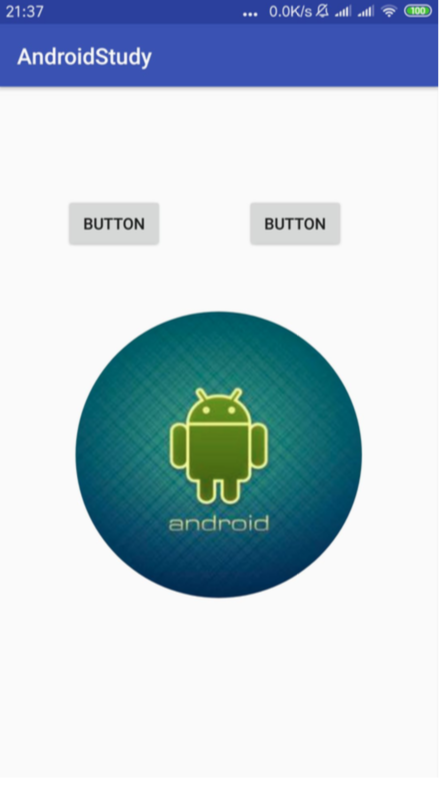 21:37 ... 0.0K/s 100
AndroidStudy
BUTTON BUTTON
android